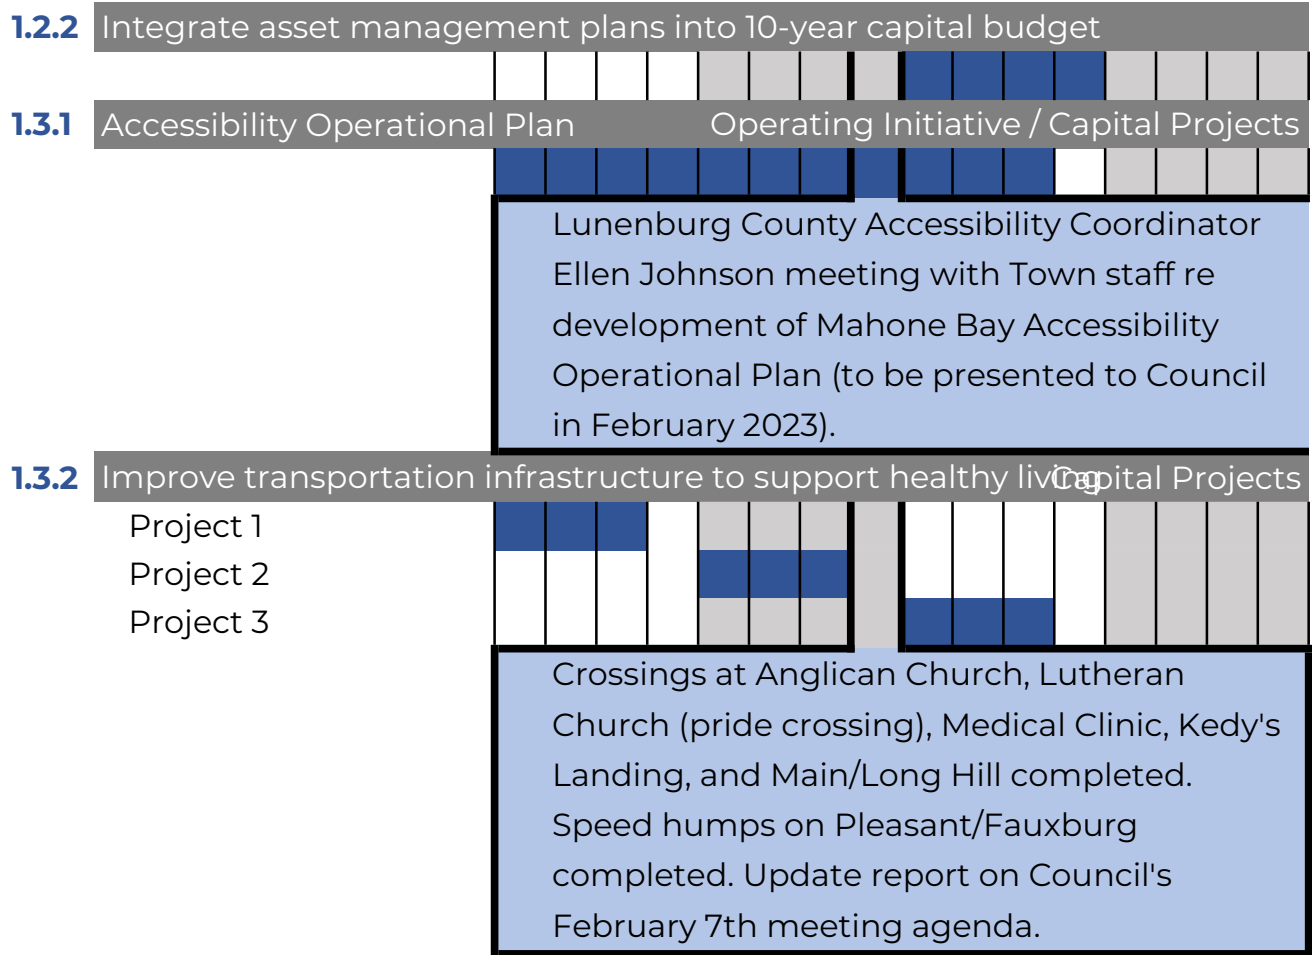 1.2.2 Integrate asset management plans into 10-year capital budget
1.3.1 Accessibility Operational Plan Operating Initiative / Capital Projects
Lunenburg County Accessibility Coordinator
Ellen Johnson meeting with Town staff re
development of Mahone Bay Accessibility
Operational Plan (to be presented to Council
in February 2023).
1.3.2 Improve transportation infrastructure to support healthy living Capital Projects
Project 1
Project 2
Project 3
Crossings at Anglican Church, Lutheran
Church (pride crossing), Medical Clinic, Kedy's
Landing, and Main/Long Hill completed.
Speed humps on Pleasant/Fauxburg
completed. Update report on Council's
February 7th meeting agenda.